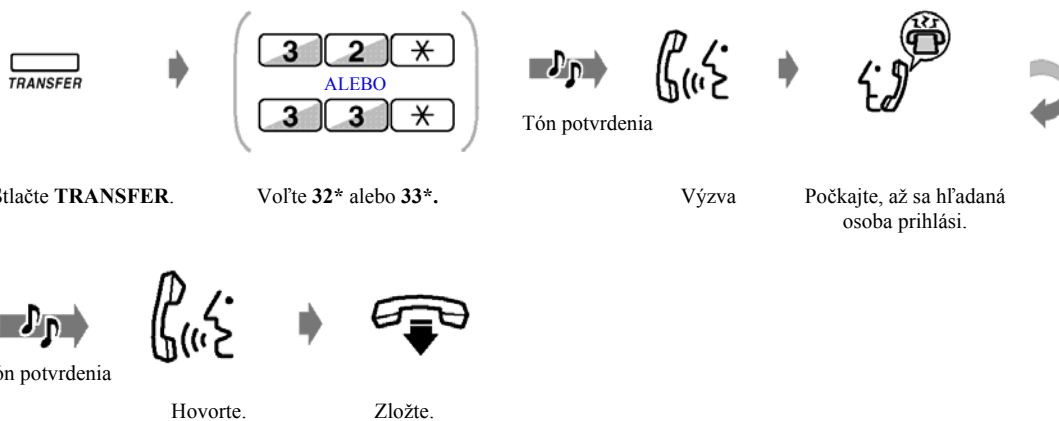 TRANSFER
3 2 *
ALEBO
3 3 *
Tón potvrdenia
Stlačte TRANSFER.
Voľte 32* alebo 33*.
Výzva
Počkajte, až sa hľadaná
osoba prihlási.
ón potvrdenia
Hovorte.
Zložte.